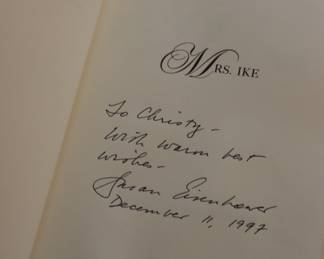 MRS. IKE
To Christy -
With warm best
wishes -
Susan Eisenhower
December 11, 1997